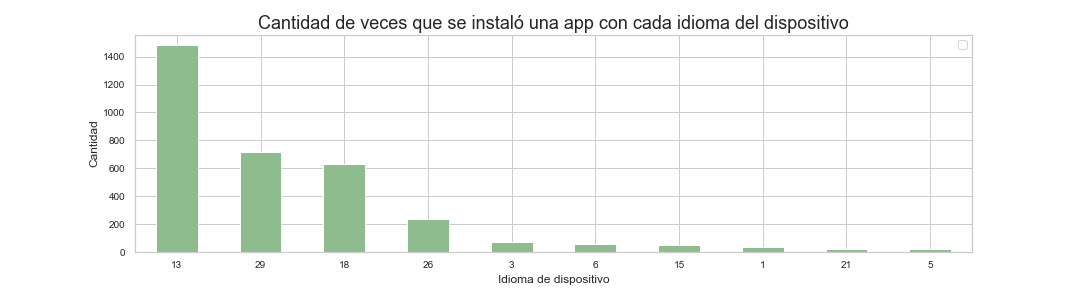 Cantidad de veces que se instaló una app con cada idioma del dispositivo
Cantidad
1400
1200
1000
800
600
400
200
0
13 29 18 26 3 6 15 1 21 5
Idioma de dispositivo